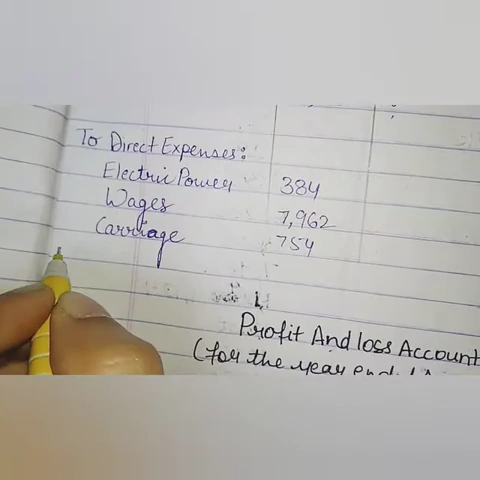 To Direct Expenses:
Electric Power 384
Wages 7,962
Carriage 754
Profit And loss Account
(for the year